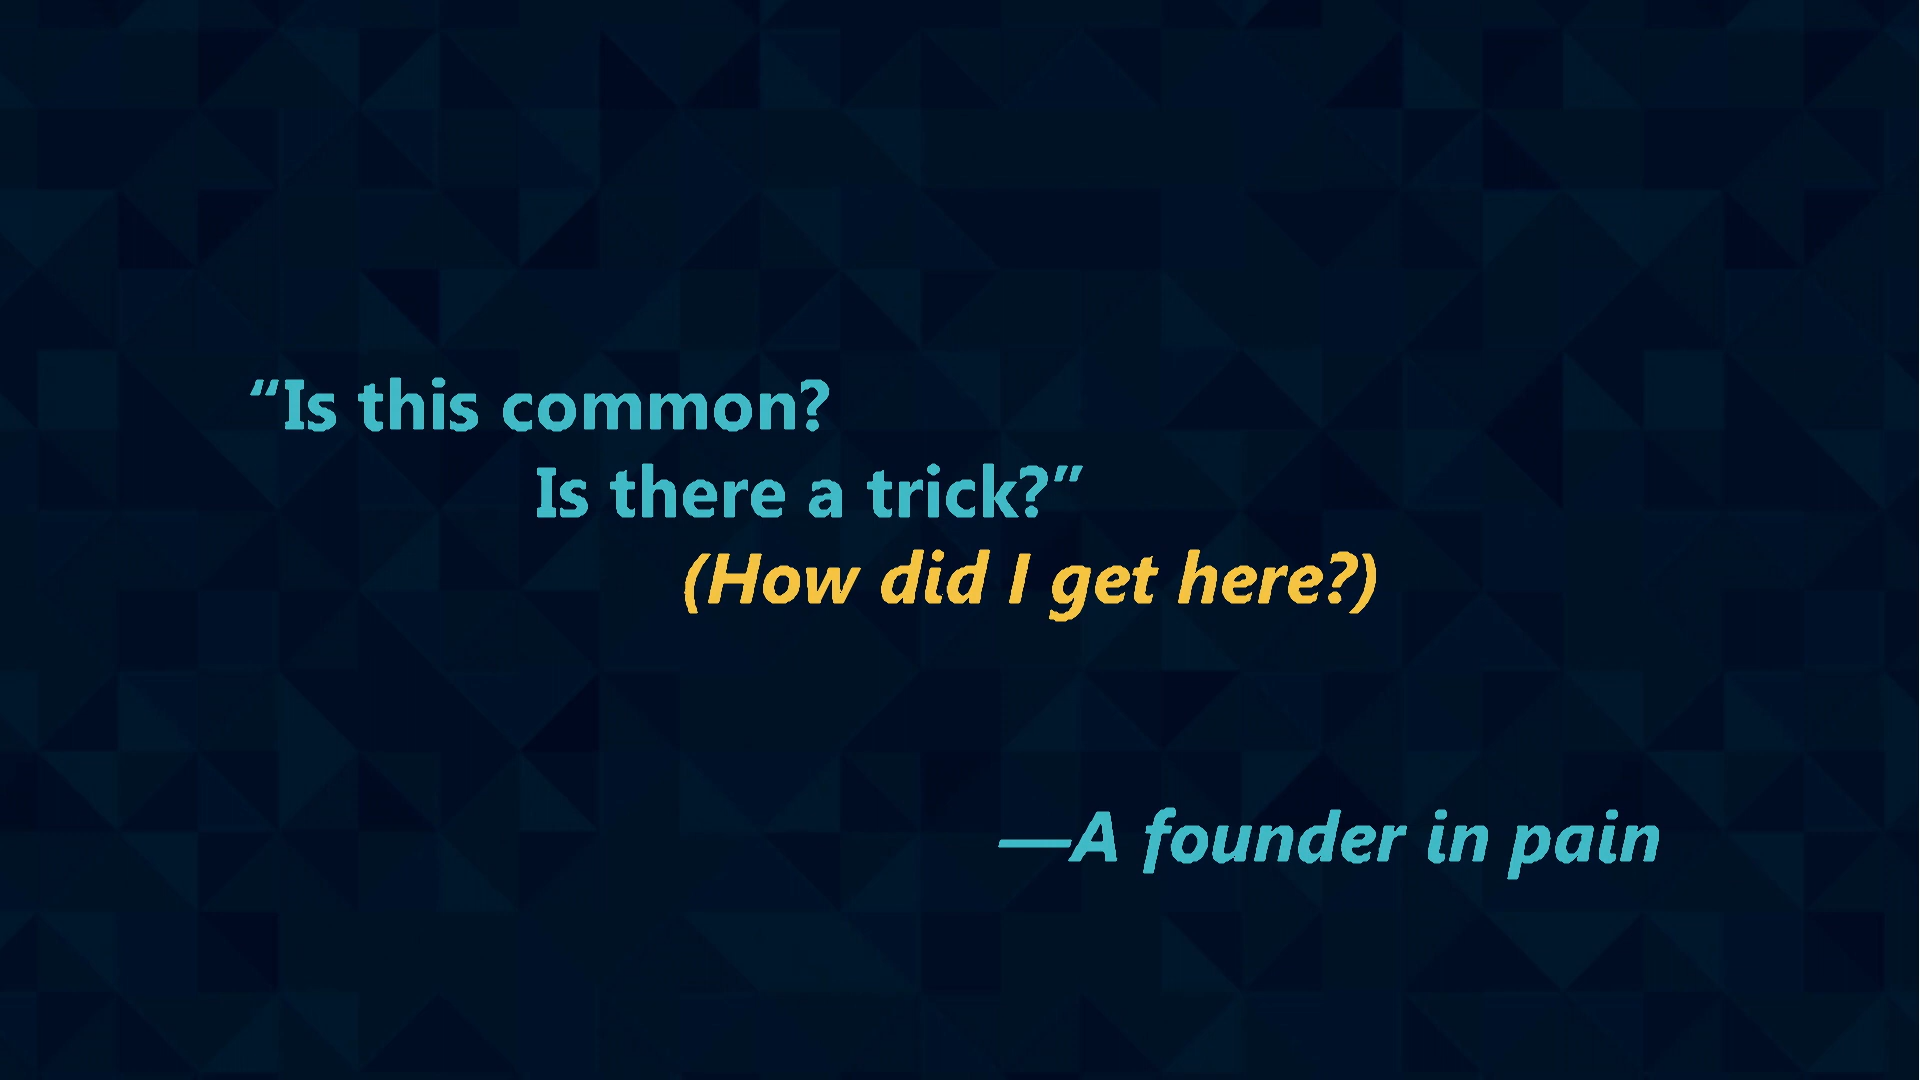 “Is this common?
Is there a trick?”
(How did I get here?)
—A founder in pain